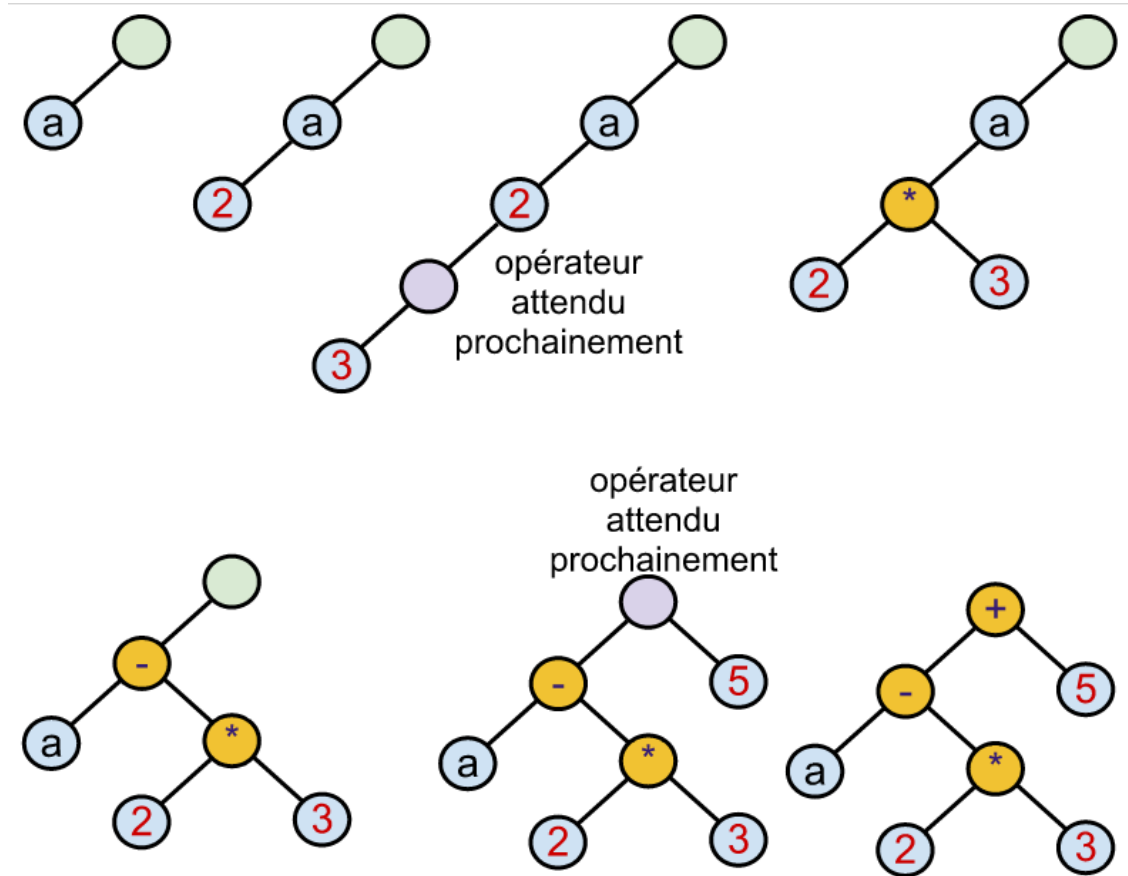 a
a
2
a
2
3
opérateur
attendu
prochainement
a
*
2
3
-
a
*
2
3
opérateur
attendu
prochainement
-
5
a
*
2
3
+
-
5
a
*
2
3